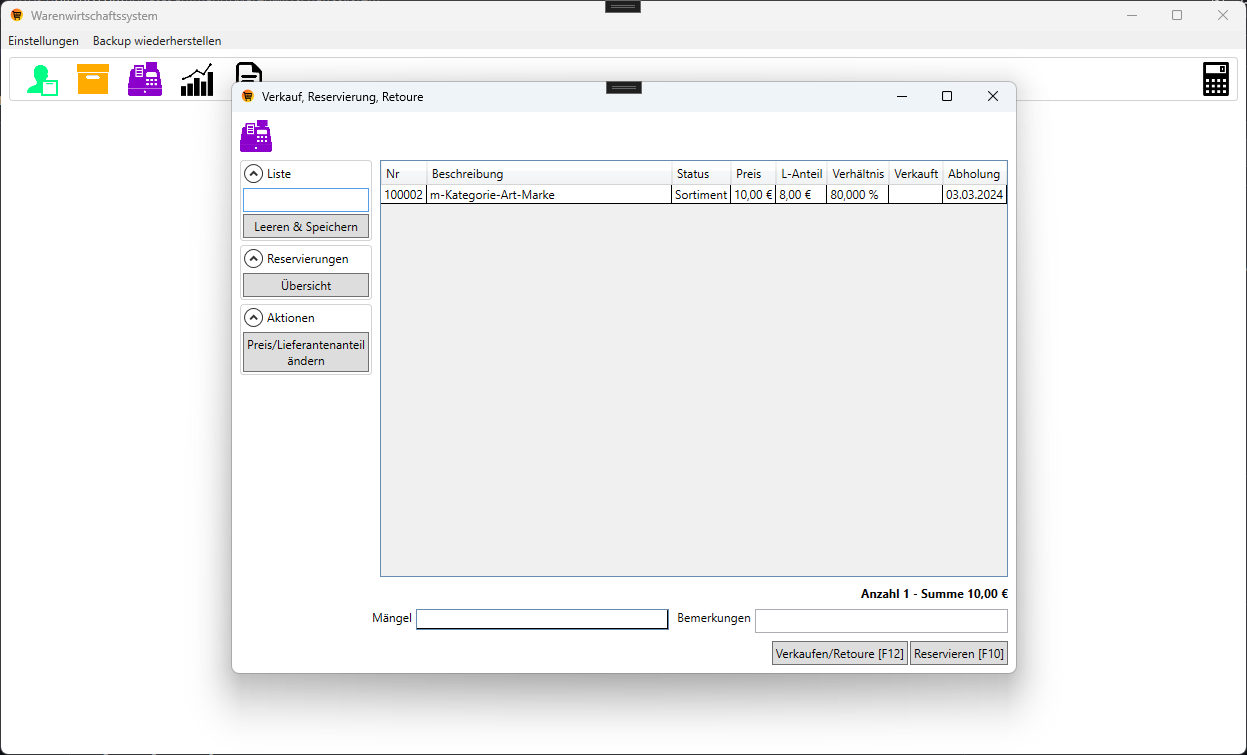 Warenwirtschaftssystem
Einstellungen Backup wiederherstellen
Verkauf, Reservierung, Retoure
Liste
Leeren & Speichern
Reservierungen
Übersicht
Aktionen
Preis/Lieferantenanteil
ändern
Nr Beschreibung Status Preis L-Anteil Verhältnis Verkauft Abholung
100002 m-Kategorie-Art-Marke Sortiment 10,00 € 8,00 € 80,000 % 03.03.2024
Anzahl 1 - Summe 10,00 €
Mängel Bemerkungen
Verkaufen/Retoure [F12] Reservieren [F10]